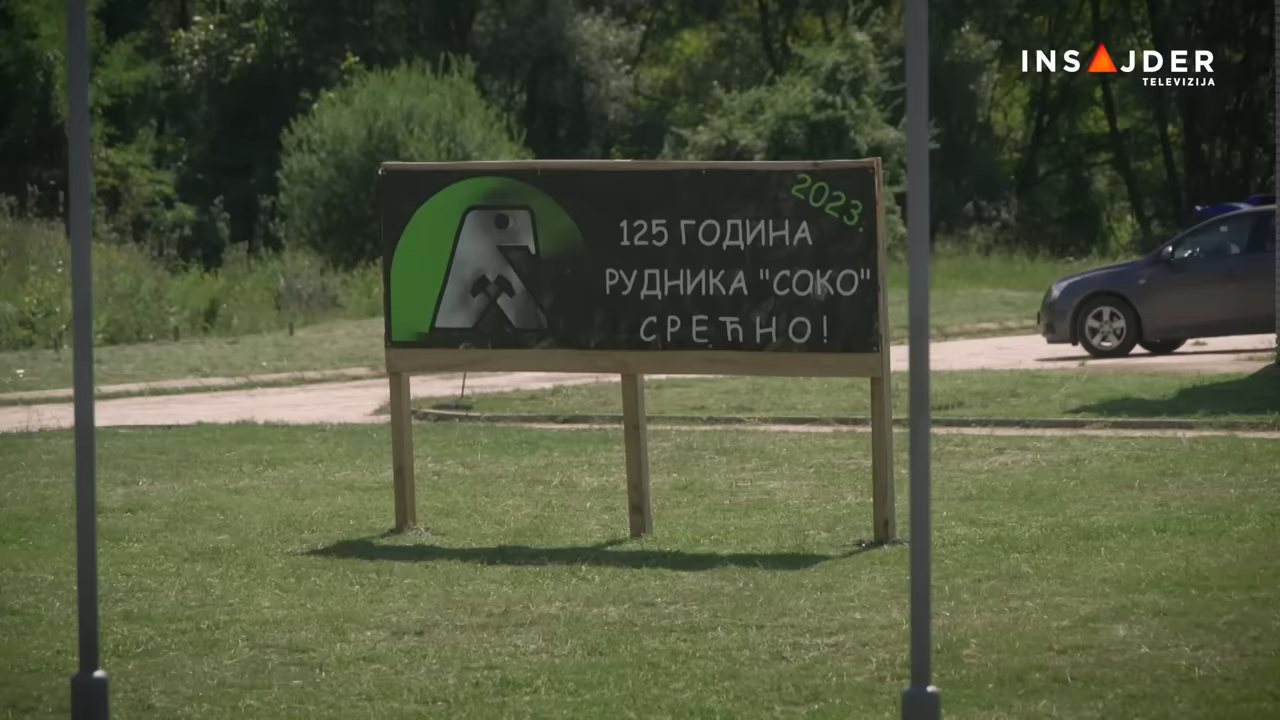 INSAJDER
TELEVIZIJA
2023.
125 ГОДИНА
РУДНИКА "СОКО"
СРЕЋНО!